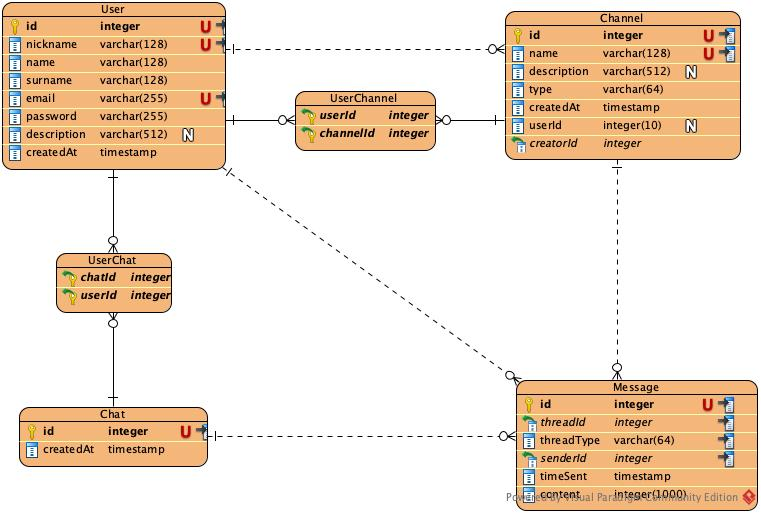 User
id integer U
nickname varchar(128) U
name varchar(128)
surname varchar(128)
email varchar(255) U
password varchar(255)
description varchar(512) N
createdAt timestamp
Channel
id integer U
name varchar(128) U
description varchar(512) N
type varchar(64)
createdAt timestamp
userId integer(10) N
creatorId integer
UserChannel
userId integer
channelId integer
UserChat
chatId integer
userId integer
Chat
id integer U
createdAt timestamp
Message
id integer U
threadId integer
threadType varchar(64)
senderId integer
timeSent timestamp
content integer(1000)
Powered by Visual Paradigm Community Edition